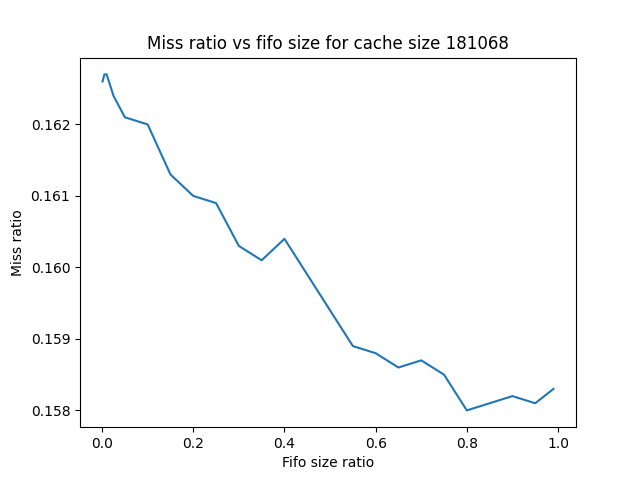 Miss ratio vs fifo size for cache size 181068
0.162
0.161
0.160
0.159
0.158
Miss ratio
0.0 0.2 0.4 0.6 0.8 1.0
Fifo size ratio